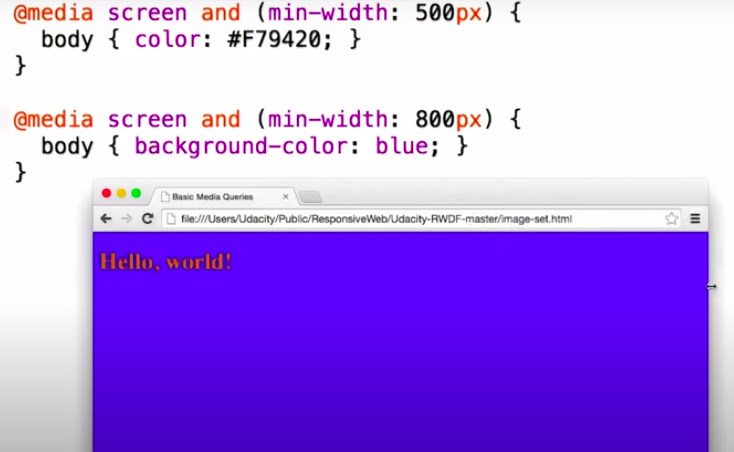 @media screen and (min-width: 500px) {
body { color: #F79420; }
}
@media screen and (min-width: 800px) {
body { background-color: blue; }
}
Basic Media Queries
file:///Users/Udacity/Public/ResponsiveWeb/Udacity-RWDF-master/image-set.html
Hello, world!